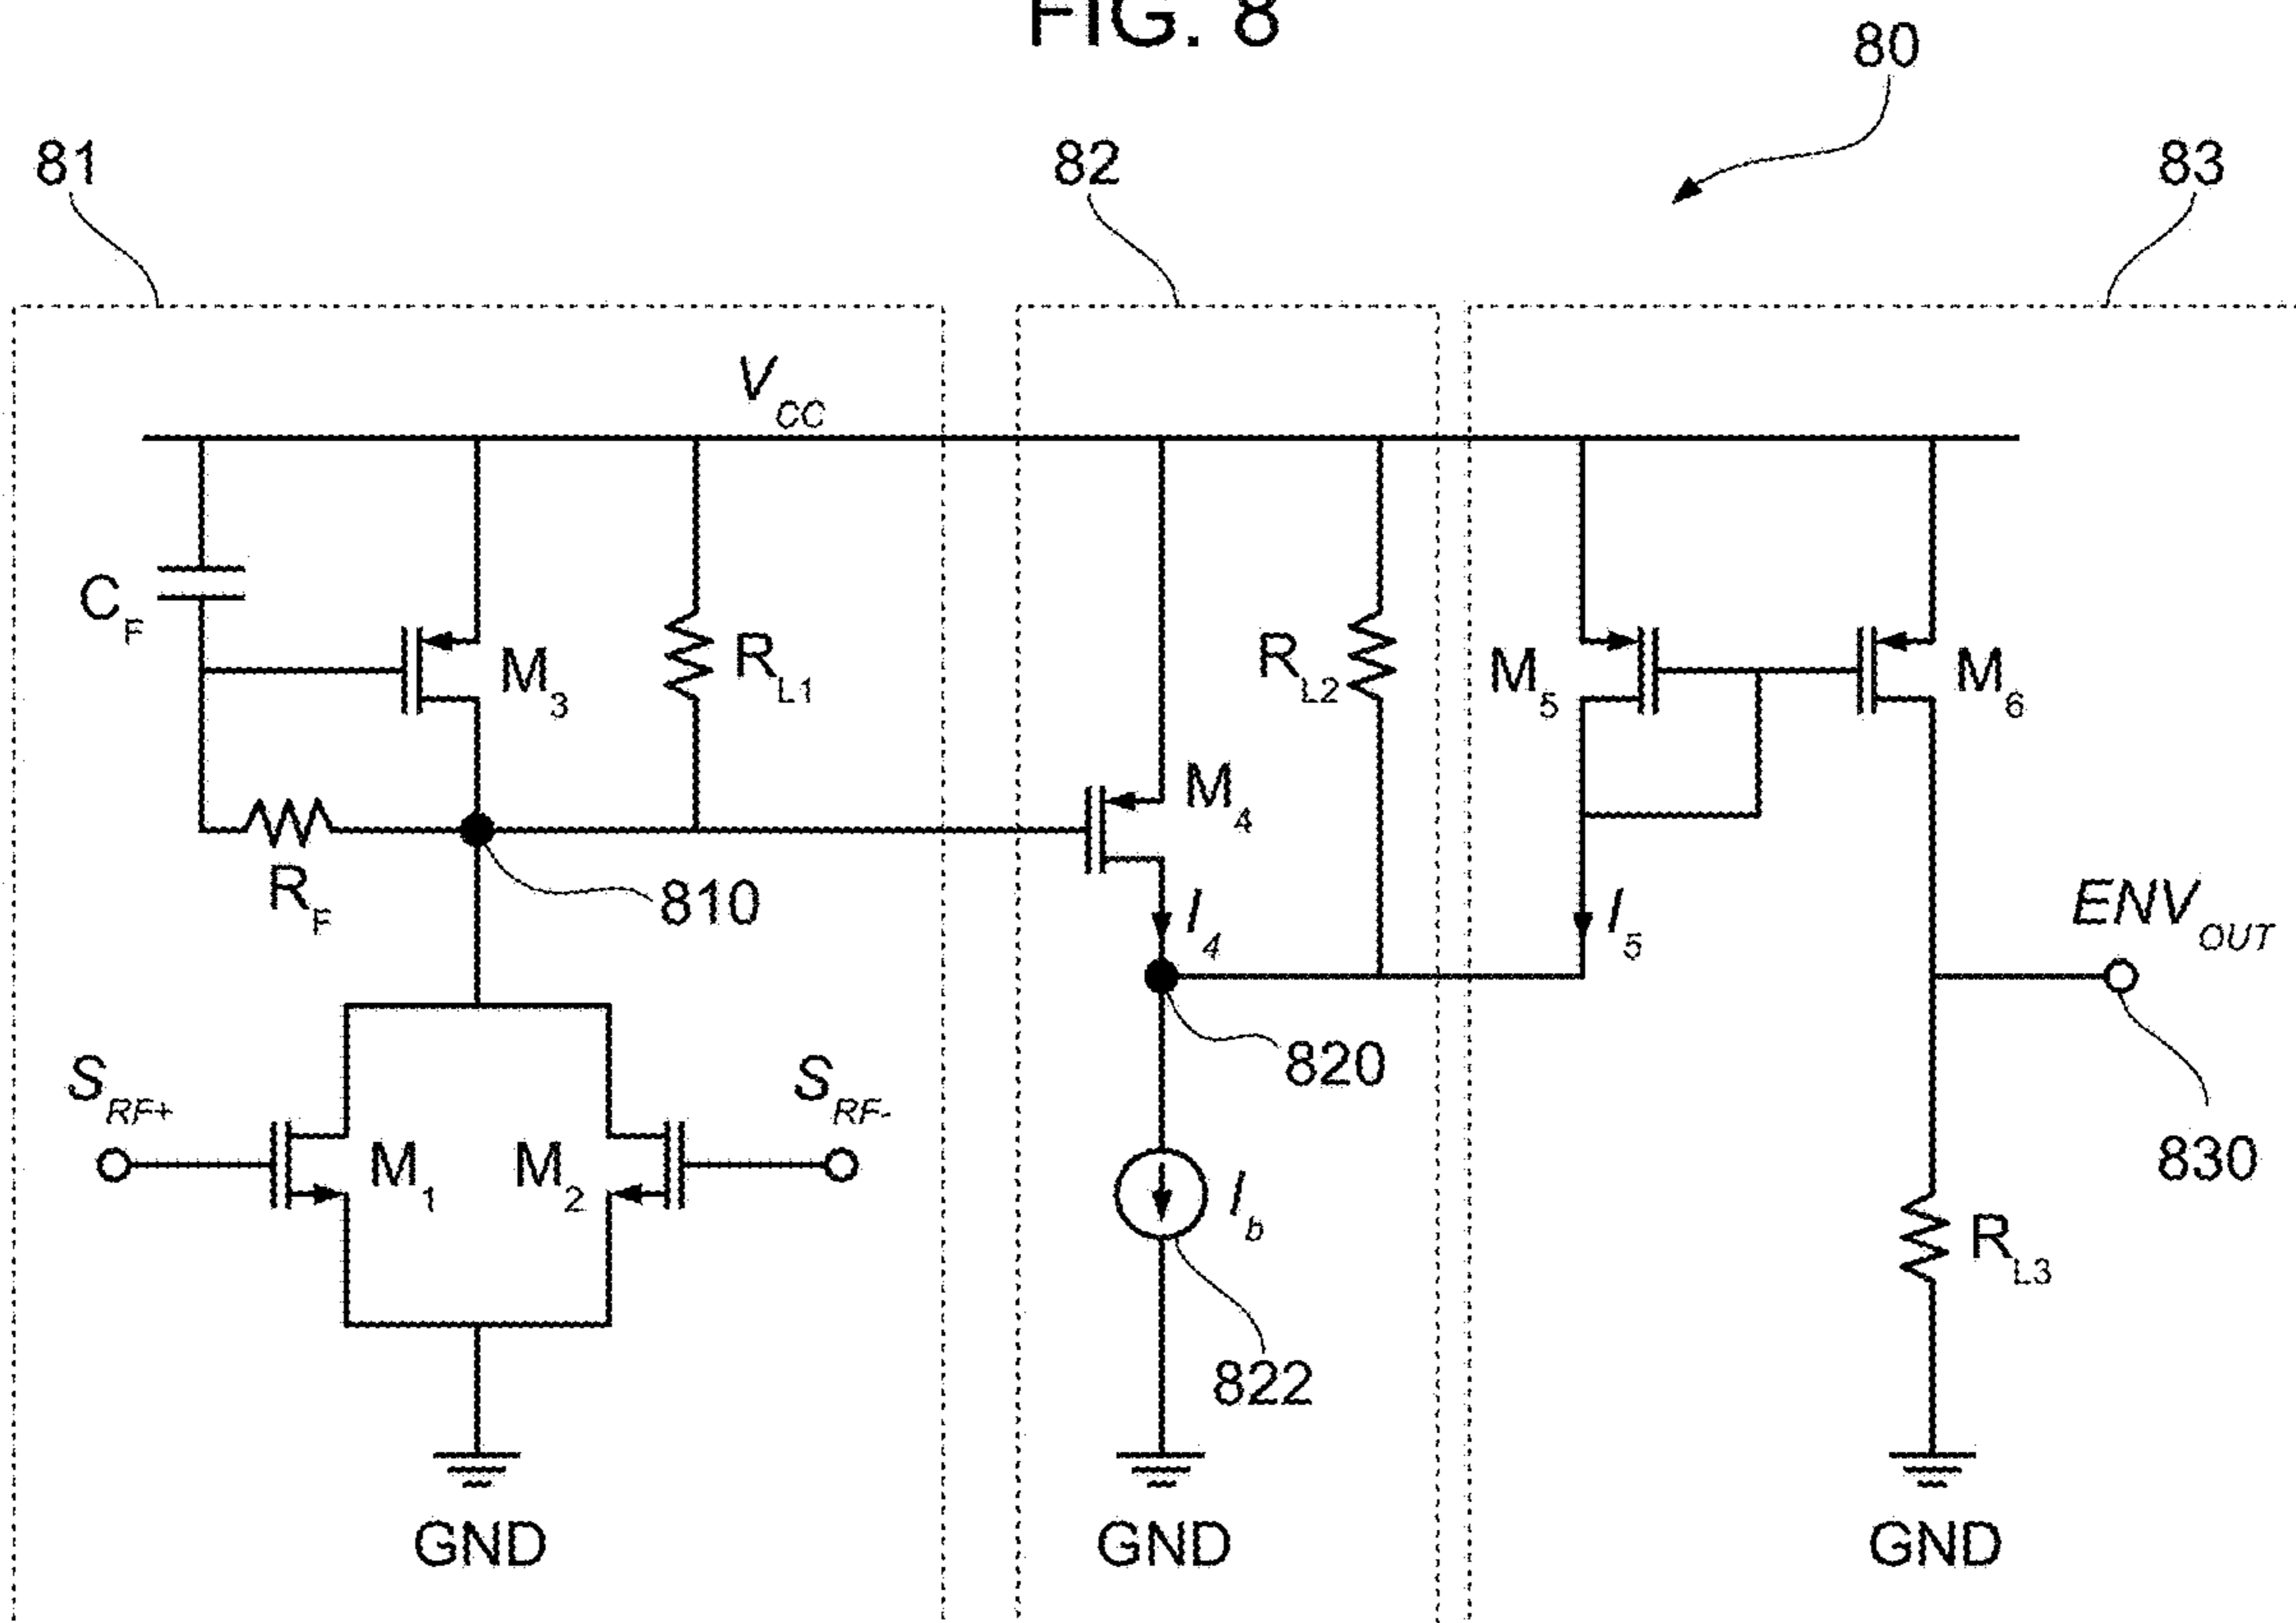 FIG. 8
80
81
82
83
V_CC
C_F
M_3
R_L1
R_L2
M_5
M_6
M_4
R_F
810
I_4
I_5
ENV_OUT
820
S_RF+
S_RF-
M_1
M_2
I_b
830
R_L3
822
GND
GND
GND